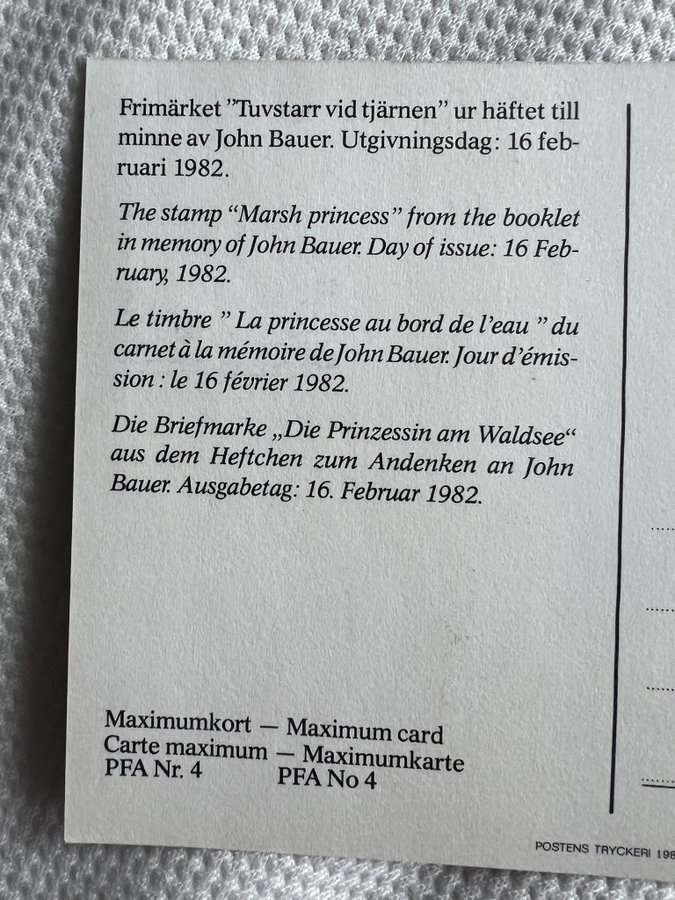 Frimärket ”Tuvstarr vid tjärnen” ur häftet till
minne av John Bauer. Utgivningsdag: 16 feb-
ruari 1982.
The stamp “Marsh princess” from the booklet
in memory of John Bauer. Day of issue: 16 Feb-
ruary, 1982.
Le timbre ” La princesse au bord de l’eau ” du
carnet à la mémoire de John Bauer. Jour d’émis-
sion : le 16 février 1982.
Die Briefmarke „Die Prinzessin am Waldsee“
aus dem Heftchen zum Andenken an John
Bauer. Ausgabetag: 16. Februar 1982.
Maximumkort — Maximum card
Carte maximum — Maximumkarte
PFA Nr. 4 PFA No 4
POSTENS TRYCKERI